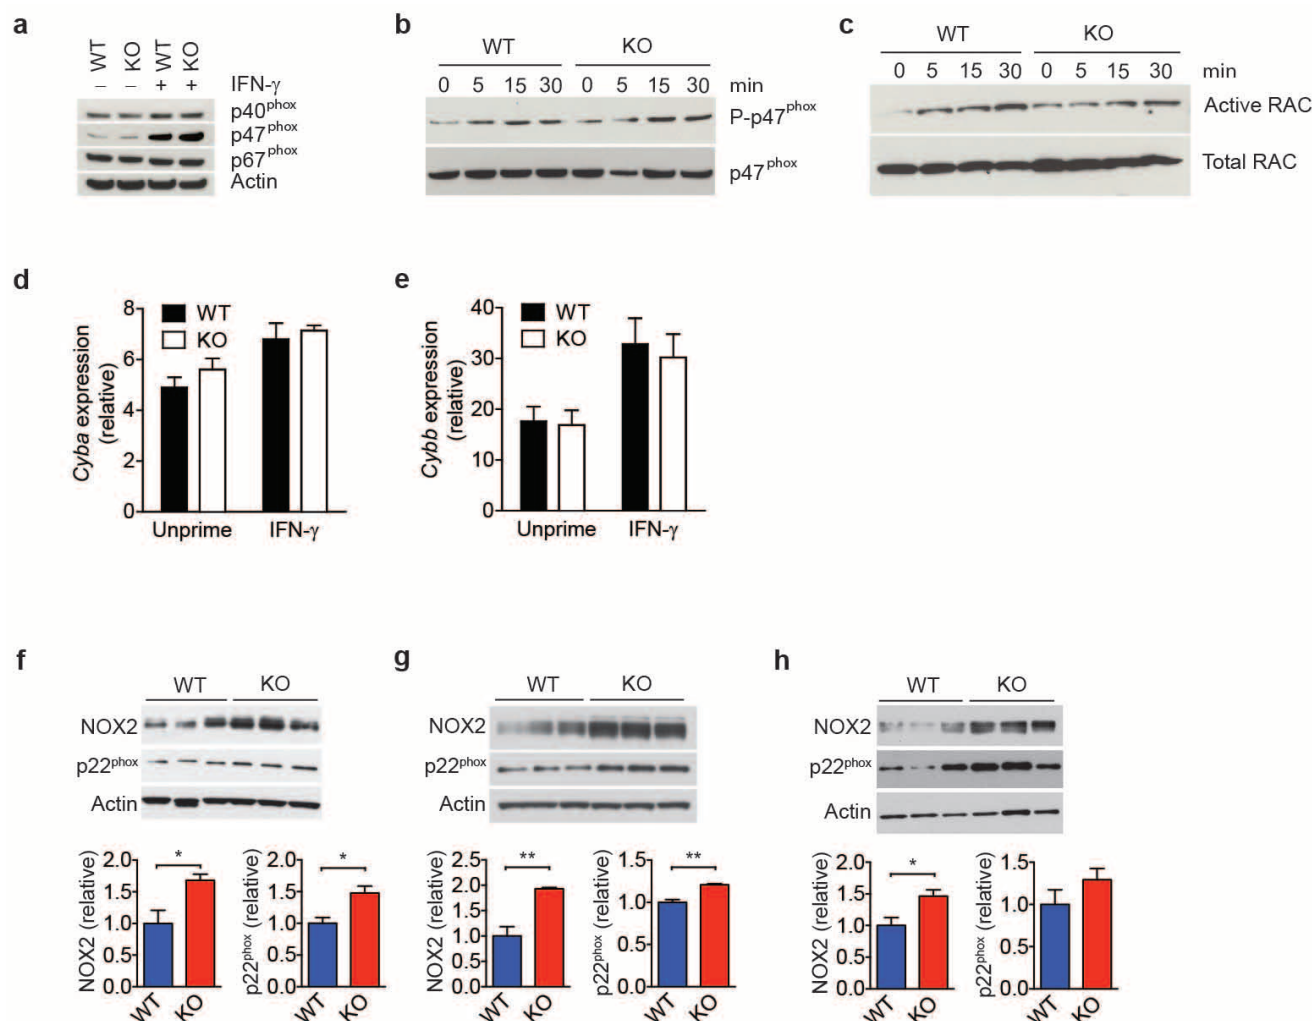 a
WT KO WT KO
– – + + IFN-γ
p40phox
p47phox
p67phox
Actin
b
WT KO
0 5 15 30 0 5 15 30 min
P-p47phox
p47phox
c
WT KO
0 5 15 30 0 5 15 30 min
Active RAC
Total RAC
d
Cyba expression
(relative)
8
6
4
2
0
WT
KO
Unprime IFN-γ
e
Cybb expression
(relative)
40
30
20
10
0
WT
KO
Unprime IFN-γ
f
WT KO
NOX2
p22phox
Actin
NOX2 (relative)
2.0
1.5
1.0
0.5
0.0
*
WT KO
p22phox (relative)
2.0
1.5
1.0
0.5
0.0
*
WT KO
g
WT KO
NOX2
p22phox
Actin
NOX2 (relative)
2.5
2.0
1.5
1.0
0.5
0.0
**
WT KO
p22phox (relative)
1.5
1.0
0.5
0.0
**
WT KO
h
WT KO
NOX2
p22phox
Actin
NOX2 (relative)
2.0
1.5
1.0
0.5
0.0
*
WT KO
p22phox (relative)
1.5
1.0
0.5
0.0
WT KO